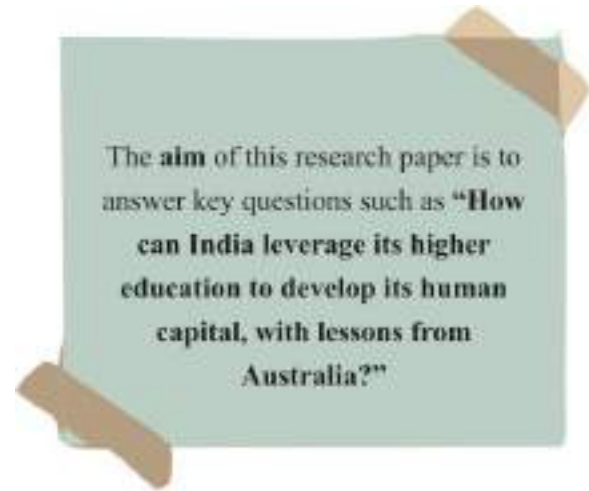 The aim of this research paper is to
answer key questions such as “How
can India leverage its higher
education to develop its human
capital, with lessons from
Australia?”